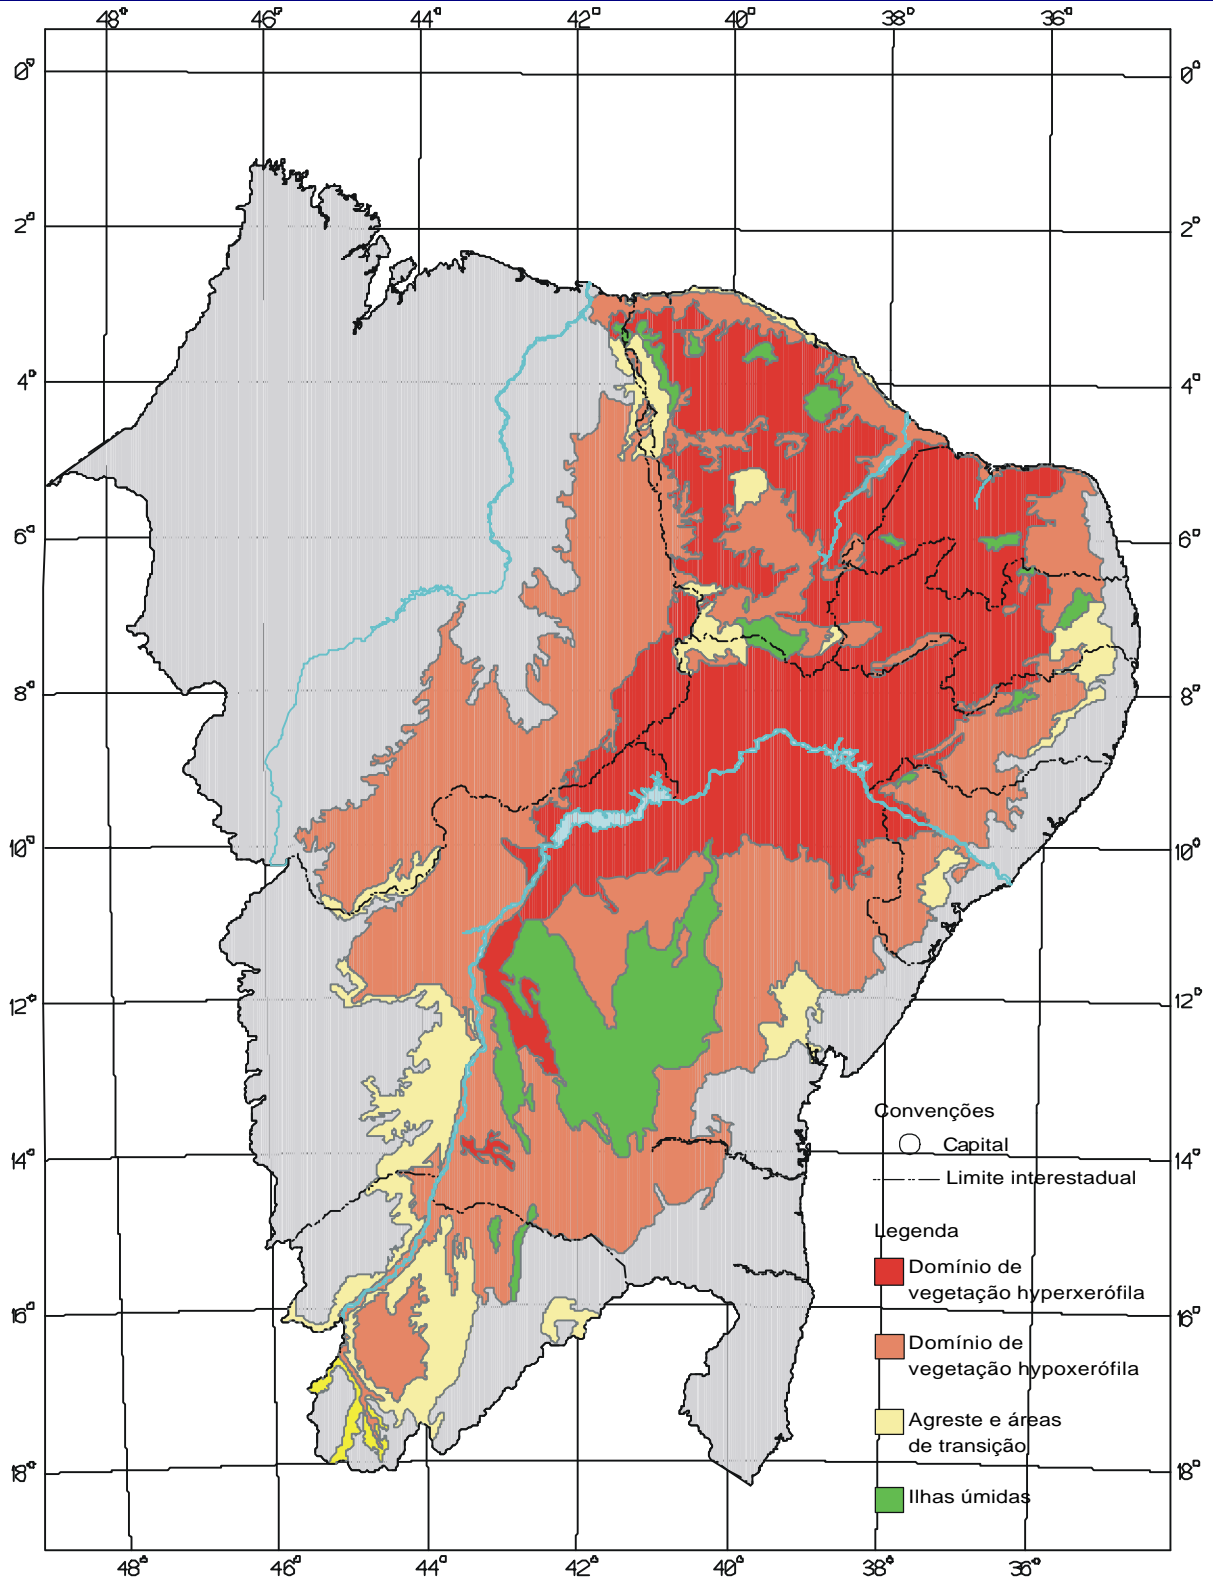 48° 46° 44° 42° 40° 38° 36°
0° 0°
2° 2°
4° 4°
6° 6°
8° 8°
10° 10°
12° 12°
14° 14°
16° 16°
18° 18°
Convenções
Capital
Limite interestadual
Legenda
Domínio de
vegetação hyperxerófila
Domínio de
vegetação hypoxerófila
Agreste e áreas
de transição
Ilhas úmidas
48° 46° 44° 42° 40° 38° 36°